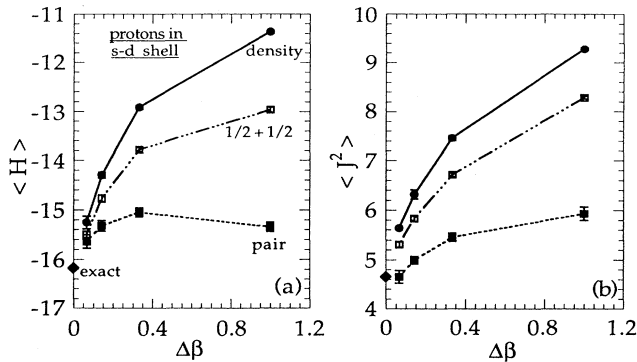 -11
-12
-13
-14
-15
-16
-17
< H >
protons in
s-d shell
density
1/2+1/2
pair
exact
(a)
0
0.4
0.8
1.2
Δβ
10
9
8
7
6
5
4
< J² >
(b)
0
0.4
0.8
1.2
Δβ